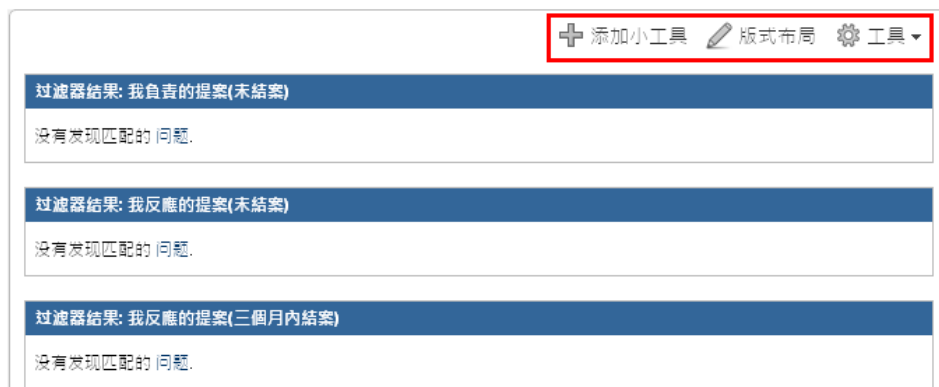 添加小工具 版式布局 工具
过滤器结果: 我負責的提案(未結案)
没有发现匹配的 问题.
过滤器结果: 我反應的提案(未結案)
没有发现匹配的 问题.
过滤器结果: 我反應的提案(三個月內結案)
没有发现匹配的 问题.